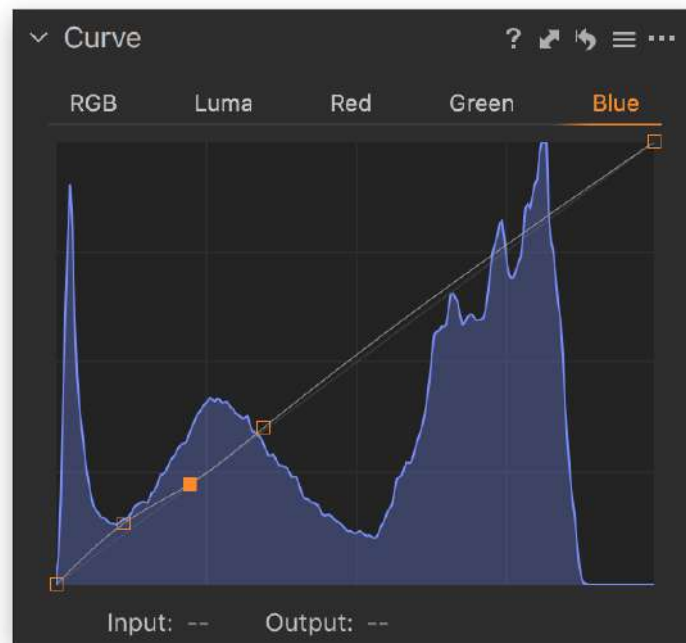 Curve ?
RGB Luma Red Green Blue
Input: -- Output: --